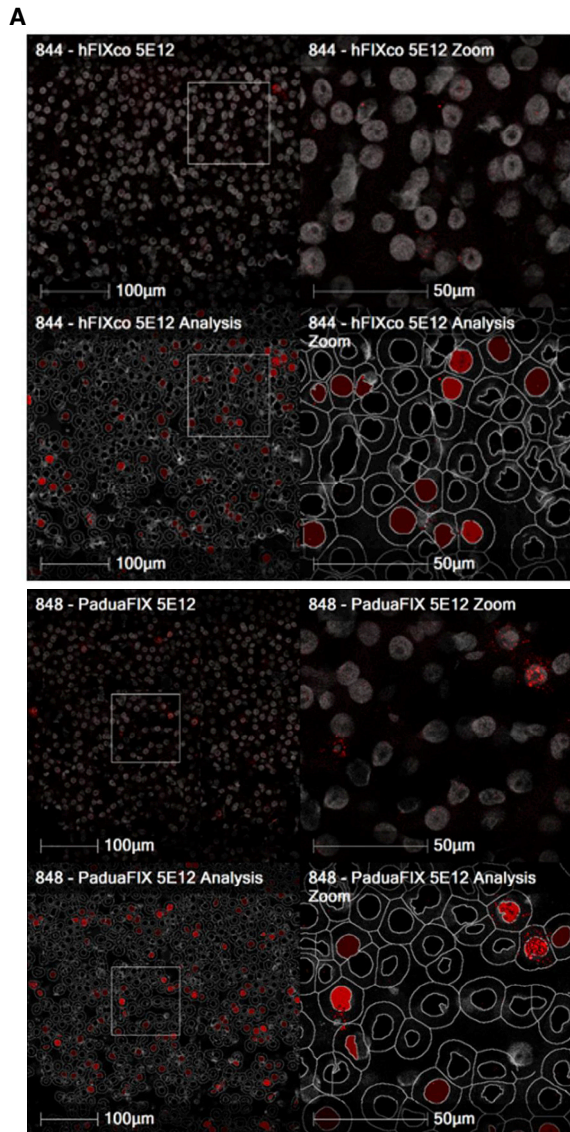 A
844 - hFIXco 5E12
844 - hFIXco 5E12 Zoom
100µm
50µm
844 - hFIXco 5E12 Analysis
844 - hFIXco 5E12 Analysis
Zoom
100µm
50µm
848 - PaduaFIX 5E12
848 - PaduaFIX 5E12 Zoom
100µm
50µm
848 - PaduaFIX 5E12 Analysis
848 - PaduaFIX 5E12 Analysis
Zoom
100µm
50µm